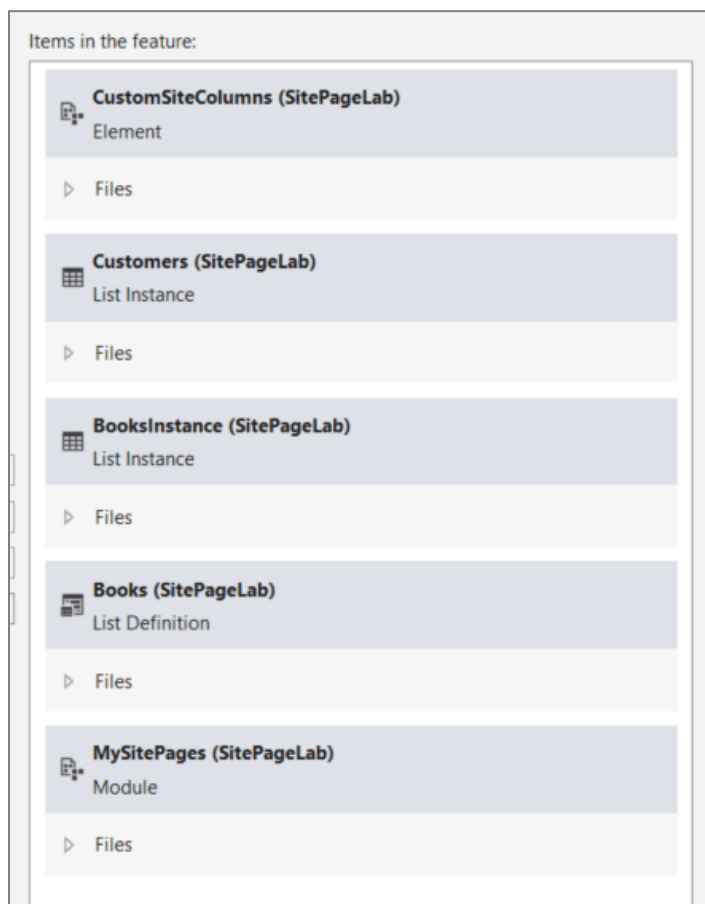 Items in the feature:
CustomSiteColumns (SitePageLab)
Element
Files
Customers (SitePageLab)
List Instance
Files
BooksInstance (SitePageLab)
List Instance
Files
Books (SitePageLab)
List Definition
Files
MySitePages (SitePageLab)
Module
Files